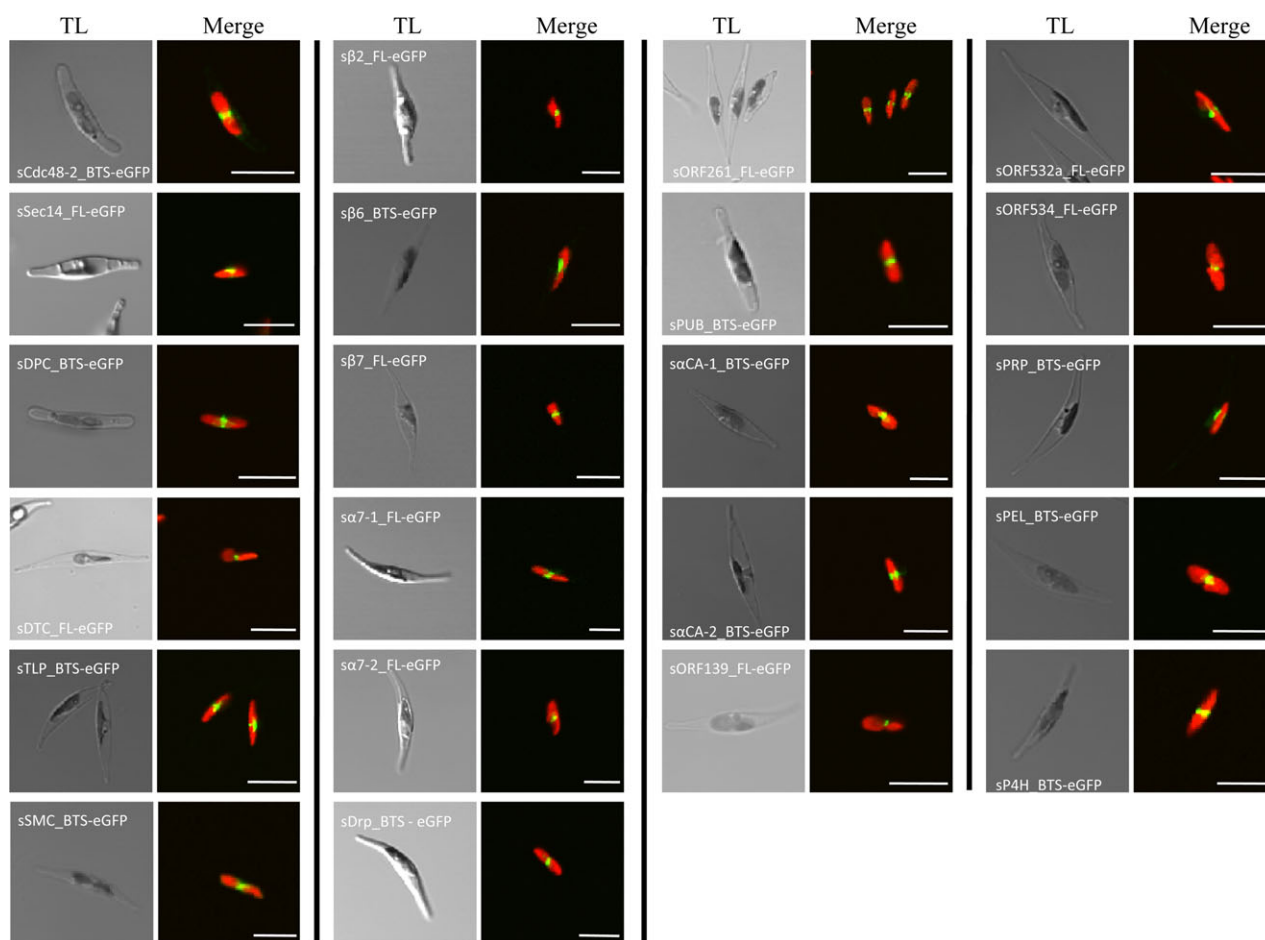 TL Merge TL Merge TL Merge TL Merge
sCdc48-2_BTS-eGFP
sSec14_FL-eGFP
sDPC_BTS-eGFP
sDTC_FL-eGFP
sTLP_BTS-eGFP
sSMC_BTS-eGFP
sβ2_FL-eGFP
sβ6_BTS-eGFP
sβ7_FL-eGFP
sα7-1_FL-eGFP
sα7-2_FL-eGFP
sDrp_BTS - eGFP
sORF261_FL-eGFP
sPUB_BTS-eGFP
sαCA-1_BTS-eGFP
sαCA-2_BTS-eGFP
sORF139_FL-eGFP
sORF532a_FL-eGFP
sORF534_FL-eGFP
sPRP_BTS-eGFP
sPEL_BTS-eGFP
sP4H_BTS-eGFP